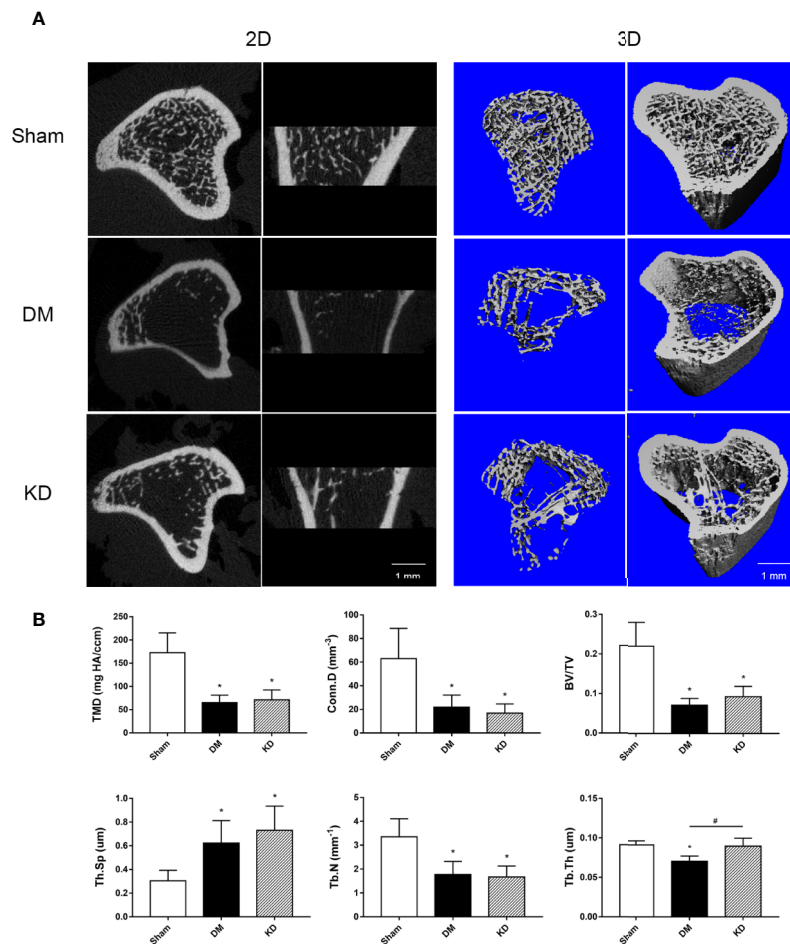 A
2D
3D
Sham
DM
KD
1 mm
1 mm
B
TMD (mg HA/ccm)
250
200
150
100
50
0
*
*
Sham
DM
KD
Conn.D (mm⁻³)
100
80
60
40
20
0
*
*
Sham
DM
KD
BV/TV
0.3
0.2
0.1
0.0
*
*
Sham
DM
KD
Th.Sp (um)
1.0
0.8
0.6
0.4
0.2
0.0
*
*
Sham
DM
KD
Tb.N (mm⁻¹)
5
4
3
2
1
0
*
*
Sham
DM
KD
Tb.Th (um)
0.15
0.10
0.05
0.00
*
#
Sham
DM
KD